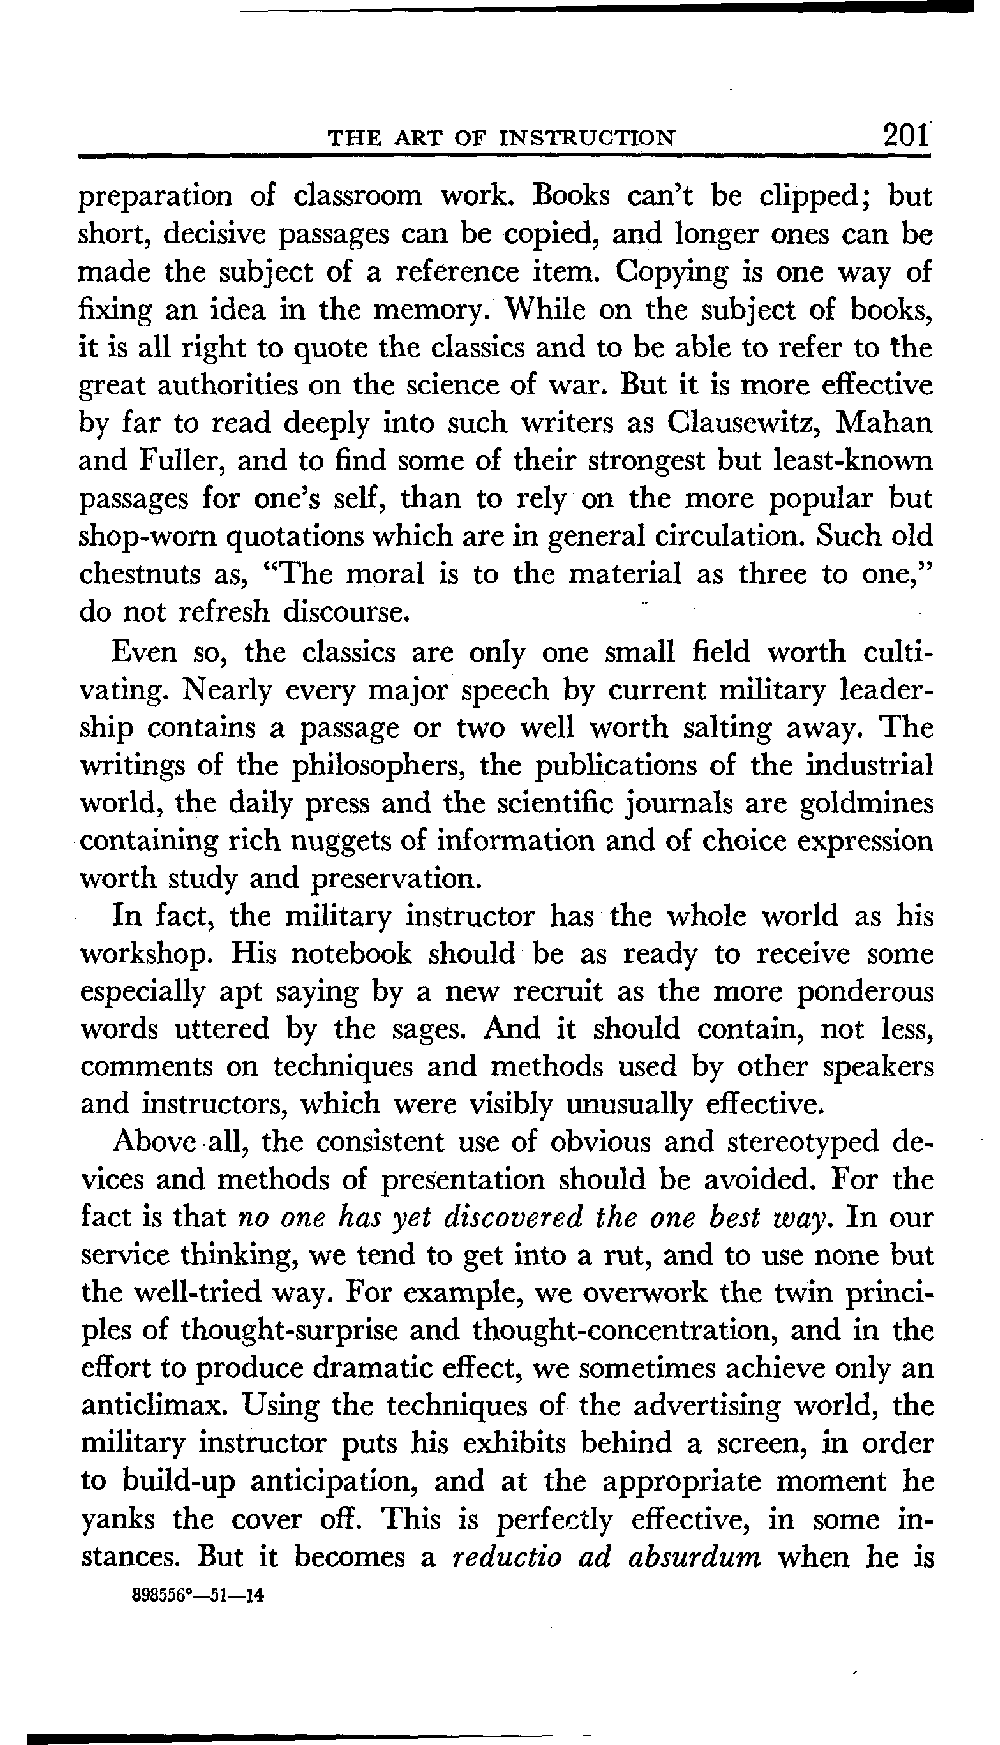 THE ART OF INSTRUCTION 201
preparation of classroom work. Books can't be clipped; but
short, decisive passages can be copied, and longer ones can be
made the subject of a reference item. Copying is one way of
fixing an idea in the memory. While on the subject of books,
it is all right to quote the classics and to be able to refer to the
great authorities on the science of war. But it is more effective
by far to read deeply into such writers as Clausewitz, Mahan
and Fuller, and to find some of their strongest but least-known
passages for one's self, than to rely on the more popular but
shop-worn quotations which are in general circulation. Such old
chestnuts as, “The moral is to the material as three to one,”
do not refresh discourse.
Even so, the classics are only one small field worth culti-
vating. Nearly every major speech by current military leader-
ship contains a passage or two well worth salting away. The
writings of the philosophers, the publications of the industrial
world, the daily press and the scientific journals are goldmines
containing rich nuggets of information and of choice expression
worth study and preservation.
In fact, the military instructor has the whole world as his
workshop. His notebook should be as ready to receive some
especially apt saying by a new recruit as the more ponderous
words uttered by the sages. And it should contain, not less,
comments on techniques and methods used by other speakers
and instructors, which were visibly unusually effective.
Above all, the consistent use of obvious and stereotyped de-
vices and methods of presentation should be avoided. For the
fact is that no one has yet discovered the one best way. In our
service thinking, we tend to get into a rut, and to use none but
the well-tried way. For example, we overwork the twin princi-
ples of thought-surprise and thought-concentration, and in the
effort to produce dramatic effect, we sometimes achieve only an
anticlimax. Using the techniques of the advertising world, the
military instructor puts his exhibits behind a screen, in order
to build-up anticipation, and at the appropriate moment he
yanks the cover off. This is perfectly effective, in some in-
stances. But it becomes a reductio ad absurdum when he is
898556°—51—14